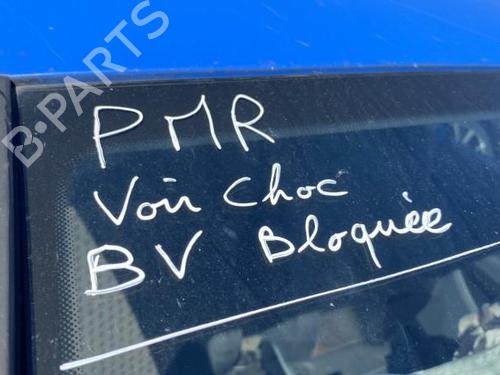 B-PARTS
PMR
Voir Choc
BV Bloquée